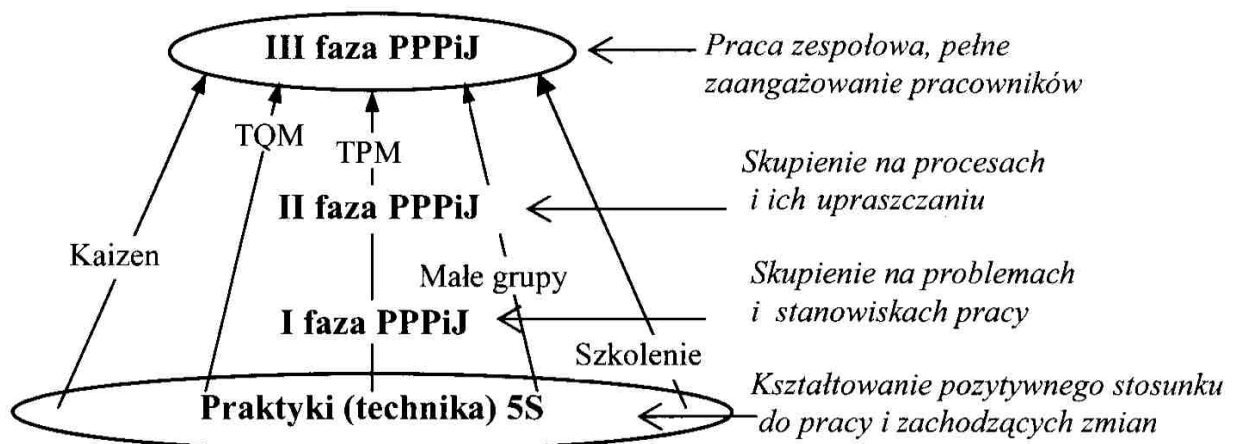 III faza PPPiJ
Praca zespołowa, pełne
zaangażowanie pracowników
TQM
TPM
Skupienie na procesach
i ich upraszczaniu
II faza PPPiJ
Kaizen
Małe grupy
Skupienie na problemach
i stanowiskach pracy
I faza PPPiJ
Szkolenie
Praktyki (technika) 5S
Kształtowanie pozytywnego stosunku
do pracy i zachodzących zmian